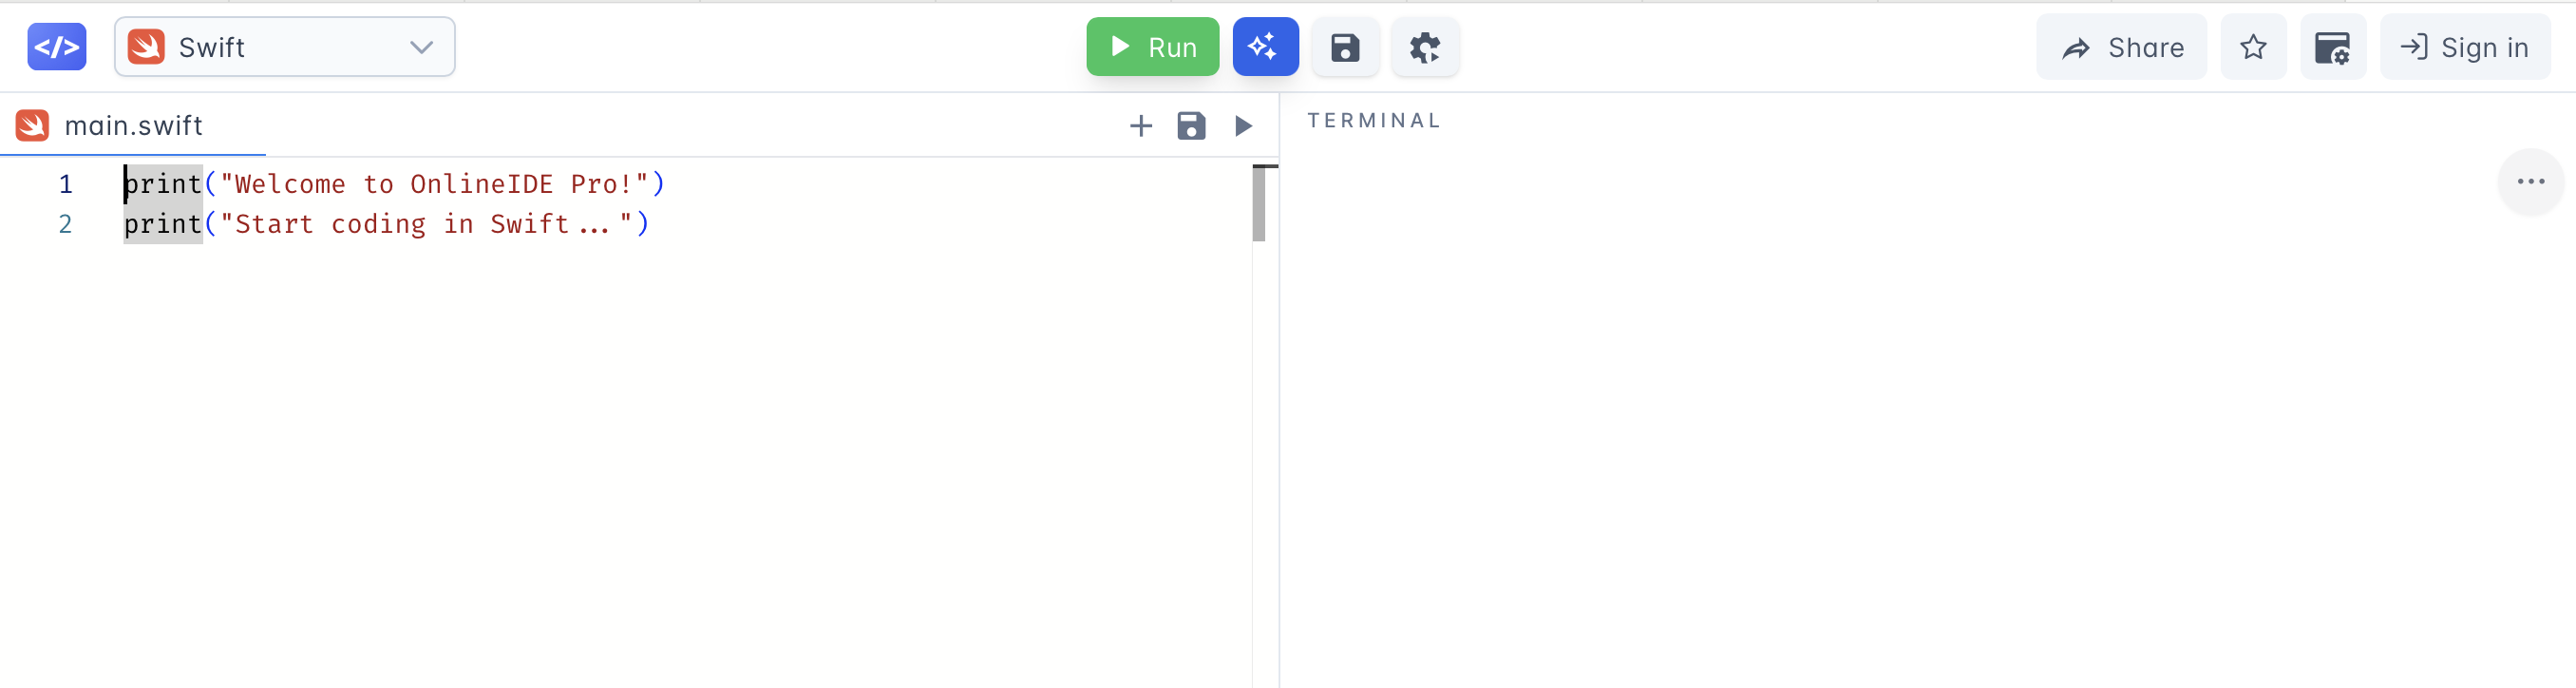 </> Swift Run Share Sign in
main.swift TERMINAL
1 print("Welcome to OnlineIDE Pro!")
2 print("Start coding in Swift...")